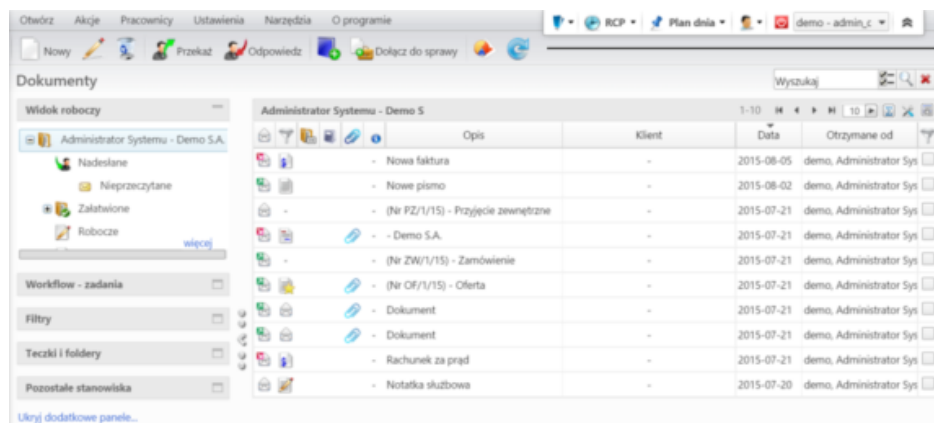 Otwórz Akcje Pracownicy Ustawienia Narzędzia O programie RCP Plan dnia demo - admin_c
Nowy Przekaż Odpowiedz Dołącz do sprawy
Dokumenty Wyszukaj
Widok roboczy
Administrator Systemu - Demo S.A.
Nadesłane
Nieprzeczytane
Załatwione
Robocze
więcej
Workflow - zadania
Filtry
Teczki i foldery
Pozostałe stanowiska
Ukryj dodatkowe panele...
Administrator Systemu - Demo S 1-10 10
Opis Klient Data Otrzymane od
- Nowa faktura - 2015-08-05 demo, Administrator Sys
- Nowe pismo - 2015-08-02 demo, Administrator Sys
- - (Nr PZ/1/15) - Przyjęcie zewnętrzne - 2015-07-21 demo, Administrator Sys
- - Demo S.A. - 2015-07-21 demo, Administrator Sys
- - (Nr ZW/1/15) - Zamówienie - 2015-07-21 demo, Administrator Sys
- (Nr OF/1/15) - Oferta - 2015-07-21 demo, Administrator Sys
- Dokument - 2015-07-21 demo, Administrator Sys
- Dokument - 2015-07-21 demo, Administrator Sys
- Rachunek za prąd - 2015-07-21 demo, Administrator Sys
- Notatka służbowa - 2015-07-20 demo, Administrator Sys